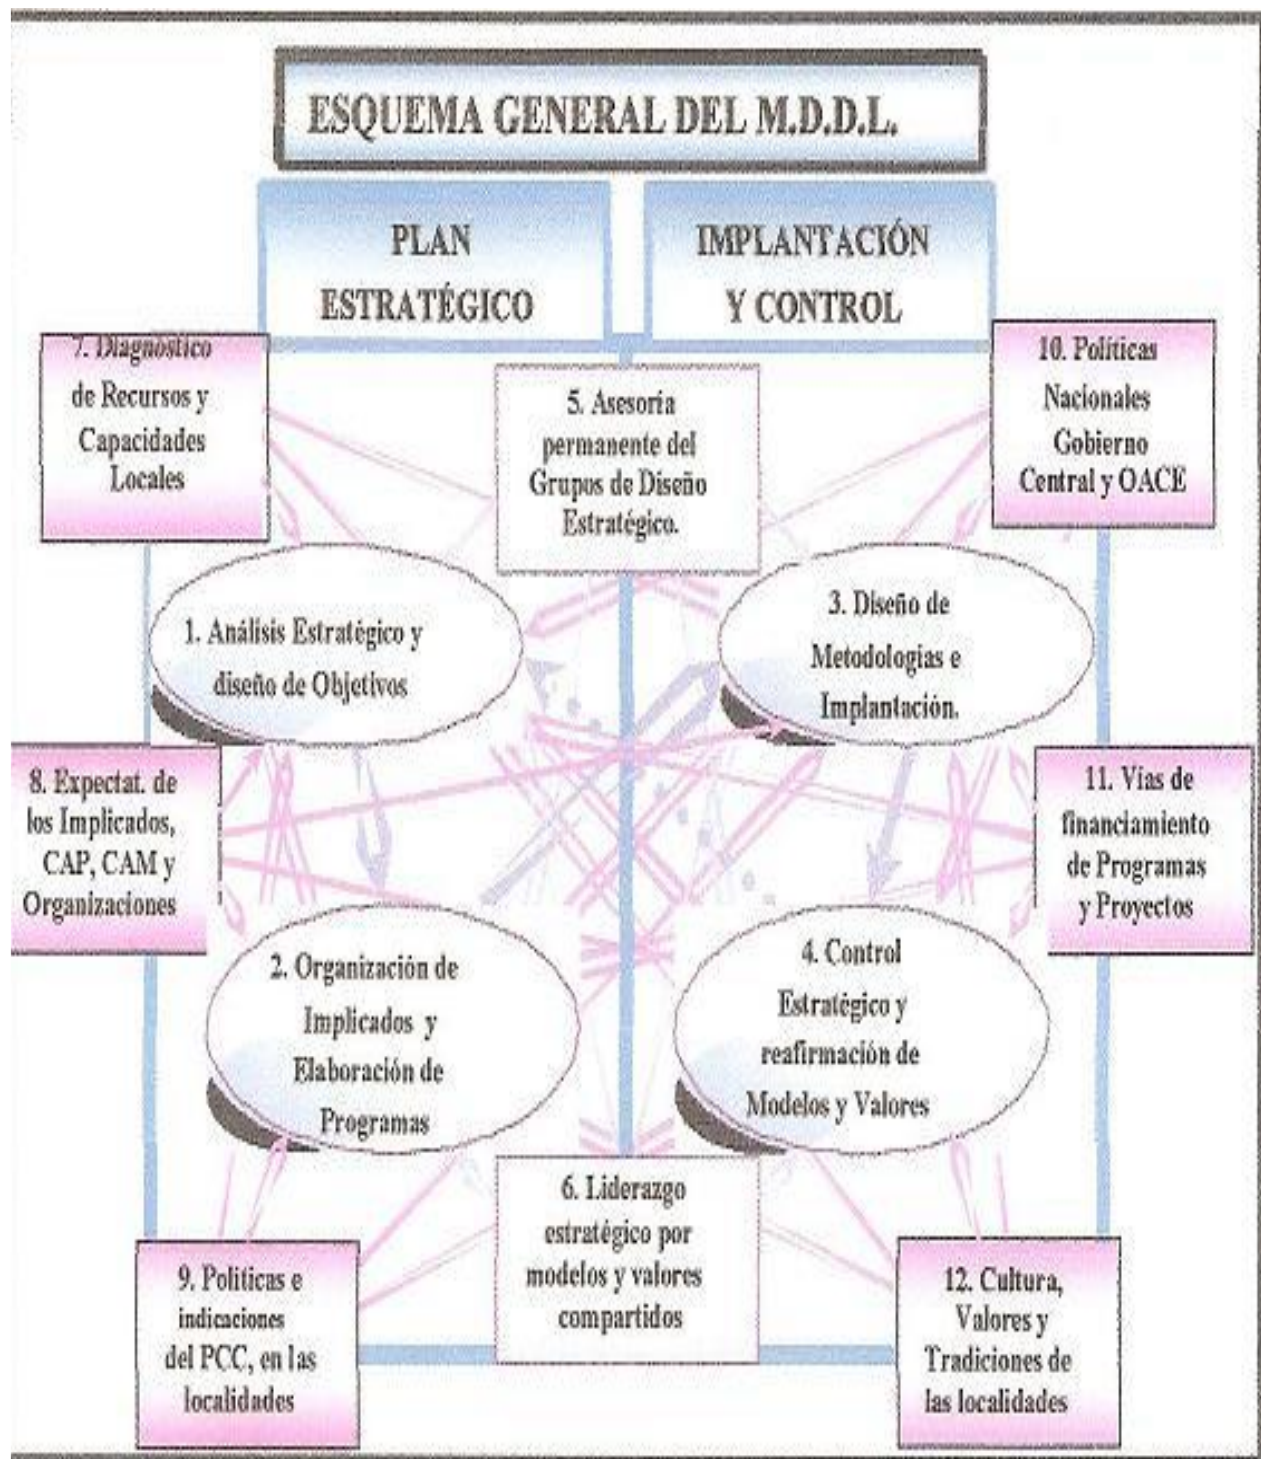 ESQUEMA GENERAL DEL M.D.D.L.
PLAN
ESTRATÉGICO
IMPLANTACIÓN
Y CONTROL
7. Diagnóstico
de Recursos y
Capacidades
Locales
5. Asesoría
permanente del
Grupos de Diseño
Estratégico.
10. Políticas
Nacionales
Gobierno
Central y OACE
1. Análisis Estratégico y
diseño de Objetivos
3. Diseño de
Metodologías e
Implantación.
8. Expectat. de
los Implicados,
CAP, CAM y
Organizaciones
11. Vías de
financiamiento
de Programas
y Proyectos
2. Organización de
Implicados y
Elaboración de
Programas
4. Control
Estratégico y
reafirmación de
Modelos y Valores
6. Liderazgo
estratégico por
modelos y valores
compartidos
9. Políticas e
indicaciones
del PCC, en las
localidades
12. Cultura,
Valores y
Tradiciones de
las localidades